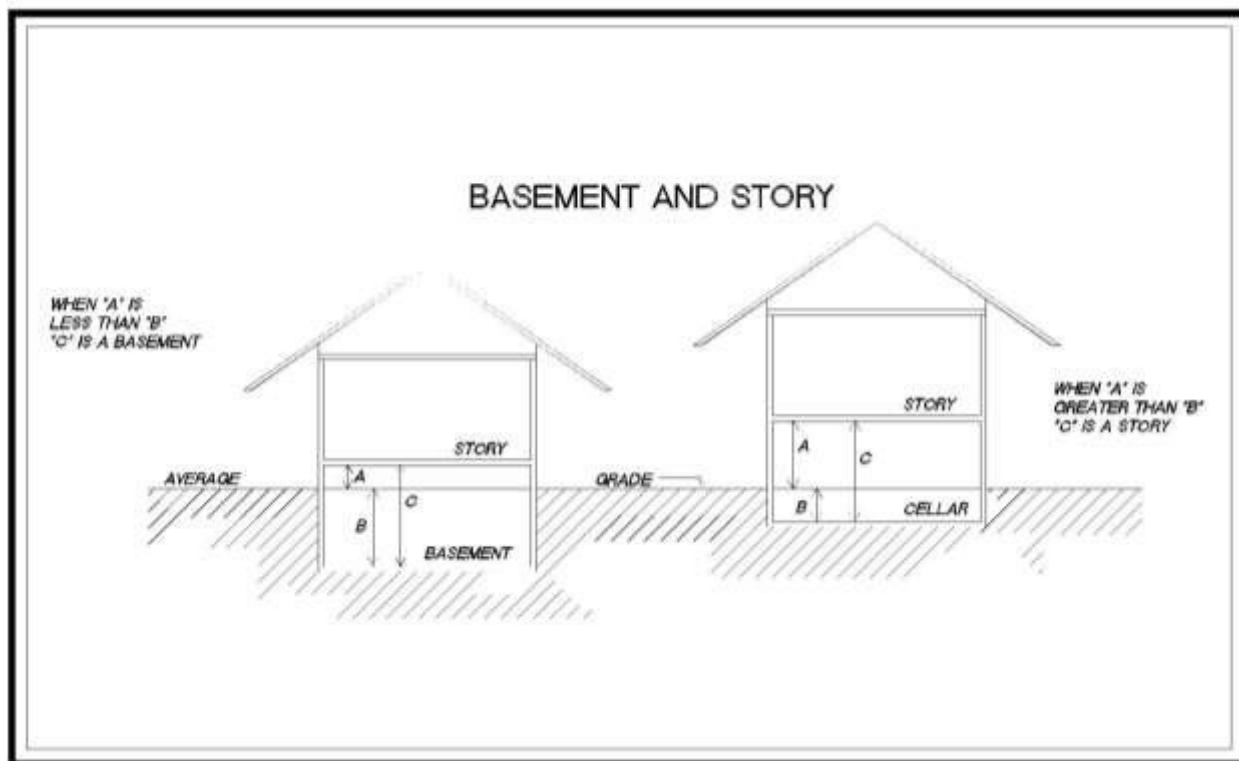 BASEMENT AND STORY
WHEN "A" IS
LESS THAN "B"
"C" IS A BASEMENT
STORY
AVERAGE
A
B
C
BASEMENT
GRADE
STORY
A
C
B
CELLAR
WHEN "A" IS
GREATER THAN "B"
"C" IS A STORY